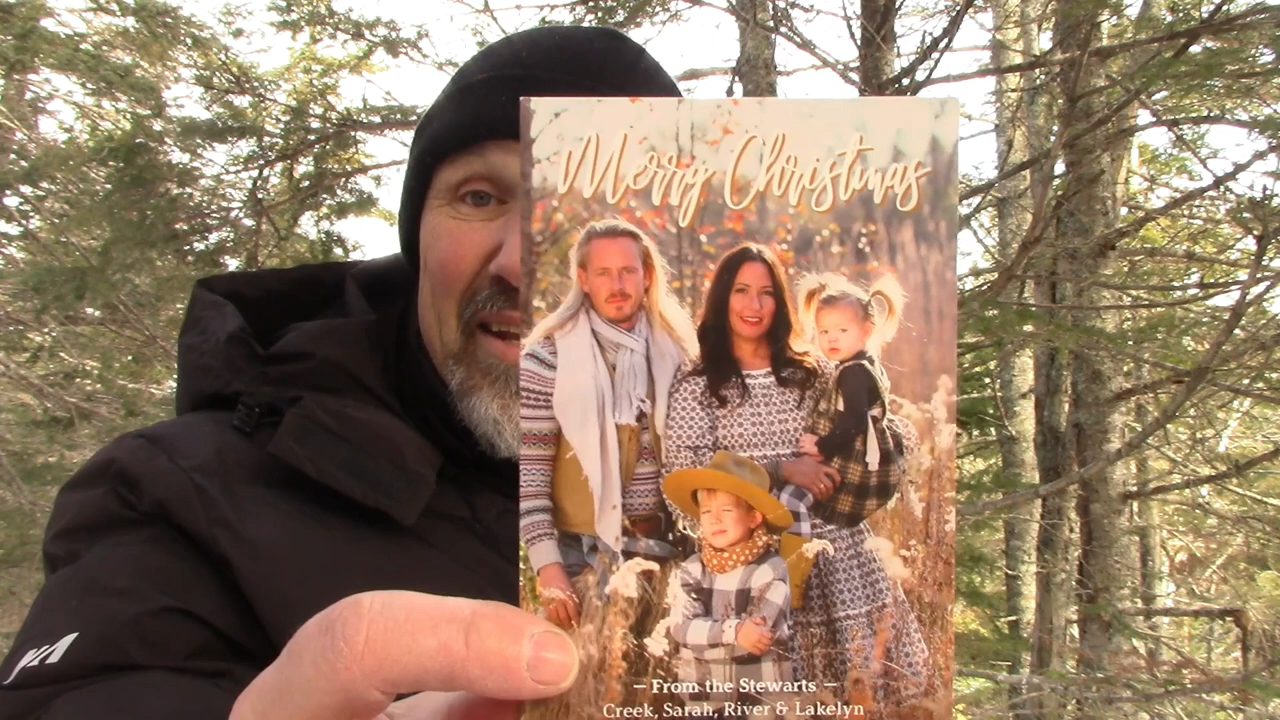 Merry Christmas
— From the Stewarts —
Creek, Sarah, River & Lakelyn